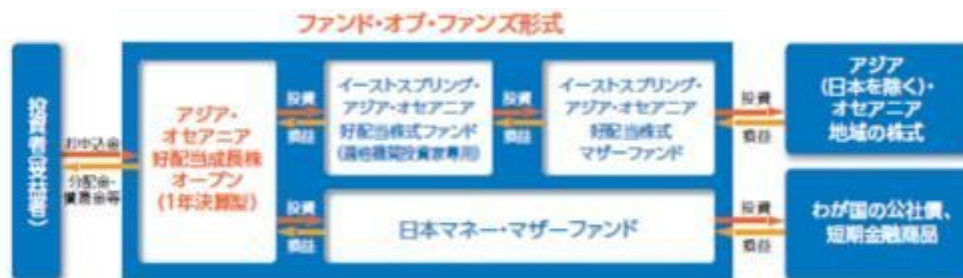 ファンド・オブ・ファンズ形式
投資者(受益者)
お申込金
分配金・
償還金等
アジア・
オセアニア
好配当成長株
オープン
(1年決算型)
投資
損益
イーストスプリング・
アジア・オセアニア
好配当株式ファンド
(適格機関投資家専用)
投資
損益
イーストスプリング・
アジア・オセアニア
好配当株式
マザーファンド
投資
損益
アジア
(日本を除く)・
オセアニア
地域の株式
投資
損益
日本マネー・マザーファンド
投資
損益
わが国の公社債、
短期金融商品